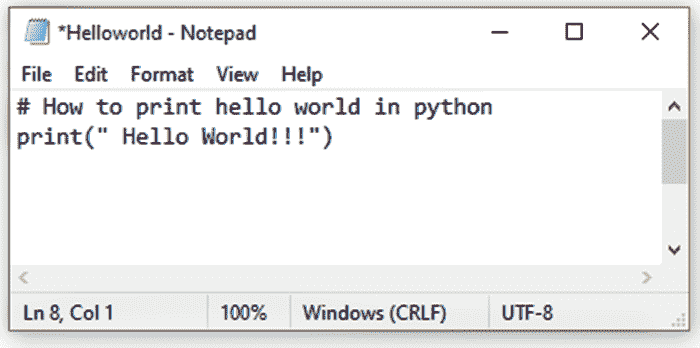 *Helloworld - Notepad
File Edit Format View Help
# How to print hello world in python
print(" Hello World!!!")
Ln 8, Col 1 100% Windows (CRLF) UTF-8